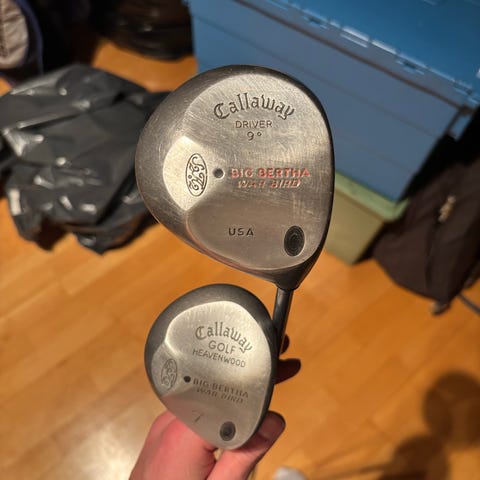 Callaway
DRIVER
9°
BIG BERTHA
WAR BIRD
USA
Callaway
GOLF
HEAVENWOOD
BIG BERTHA
WAR BIRD
7